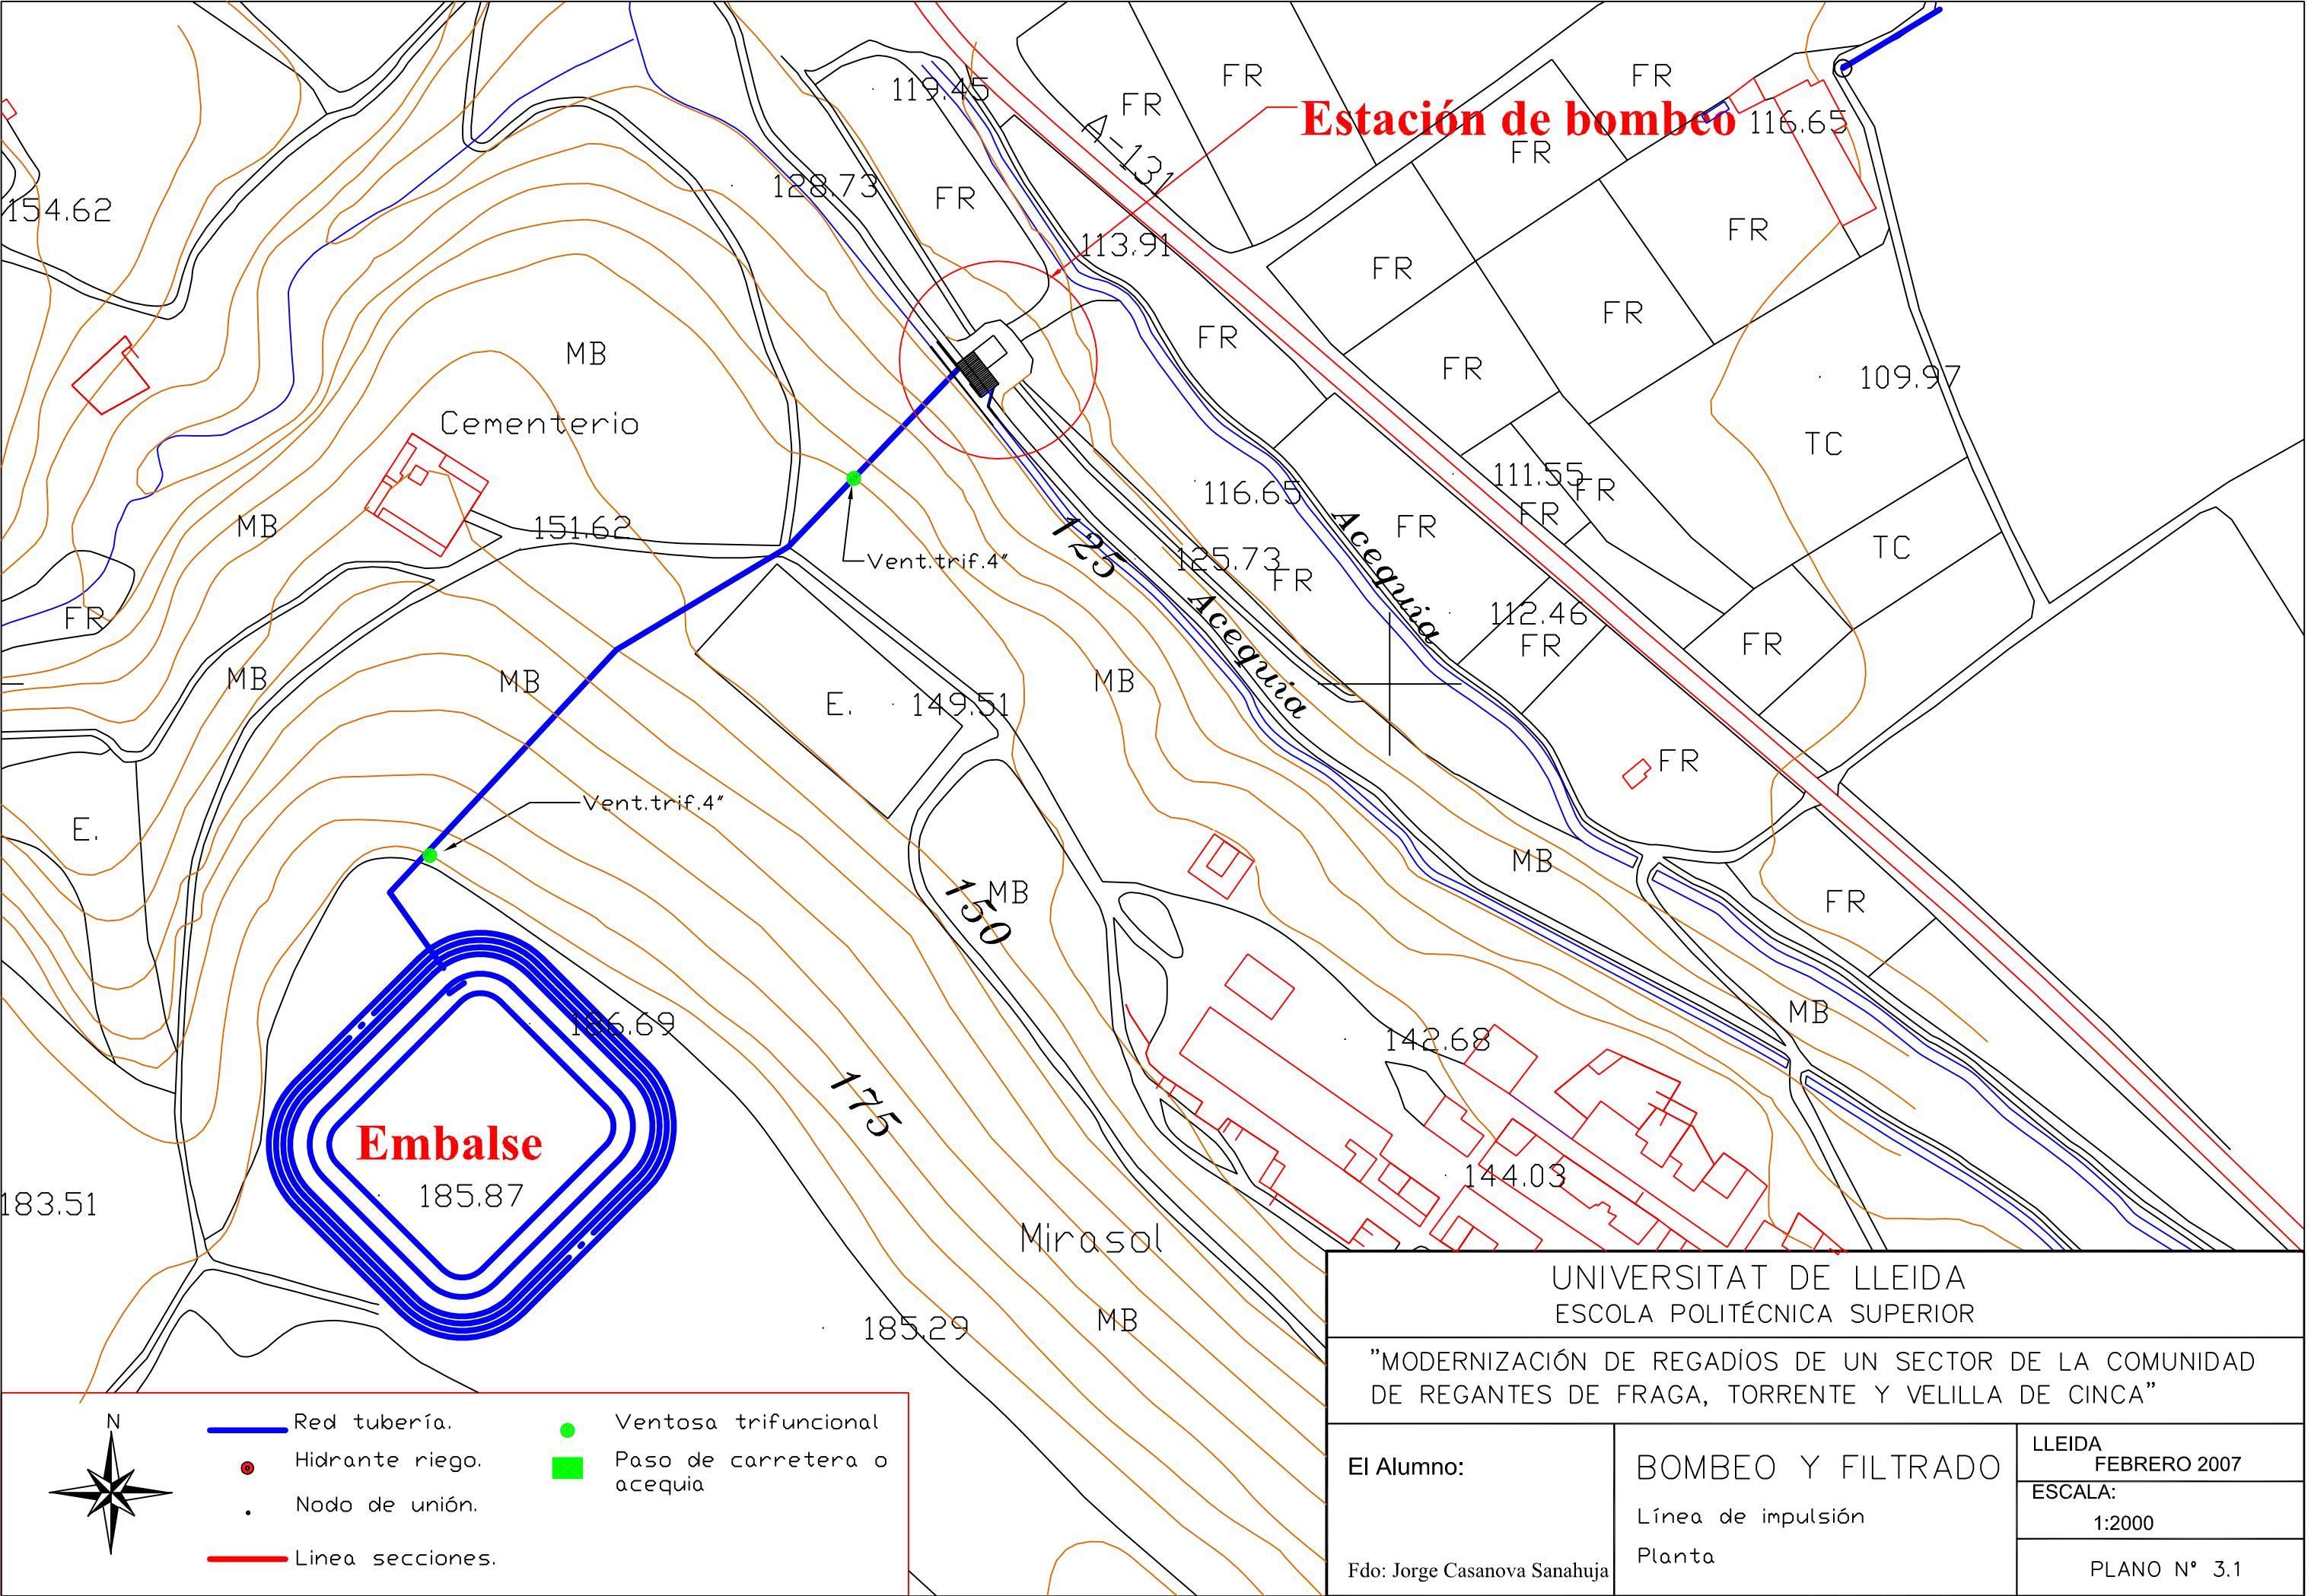 119.45
FR
FR
FR
Estación de bombeo
116.65
A-131
FR
128.73
154.62
FR
FR
113.91
FR
FR
FR
MB
FR
109.97
Cementerio
TC
111.55
FR
116.65
MB
151.62
FR
FR
Acequia
125
Vent.trif.4"
125.73
FR
TC
FR
112.46
FR
FR
Acequia
MB
MB
MB
E.
149.51
FR
Vent.trif.4"
E.
MB
150
MB
FR
MB
186.69
142.68
175
Embalse
185.87
144.03
183.51
Mirasol
185.29
MB
N
Red tubería.
Hidrante riego.
Nodo de unión.
Linea secciones.
Ventosa trifuncional
Paso de carretera o
acequia
UNIVERSITAT DE LLEIDA
ESCOLA POLITÉCNICA SUPERIOR
"MODERNIZACIÓN DE REGADÍOS DE UN SECTOR DE LA COMUNIDAD
DE REGANTES DE FRAGA, TORRENTE Y VELILLA DE CINCA"
El Alumno:
Fdo: Jorge Casanova Sanahuja
BOMBEO Y FILTRADO
Línea de impulsión
Planta
LLEIDA
FEBRERO 2007
ESCALA:
1:2000
PLANO Nº 3.1